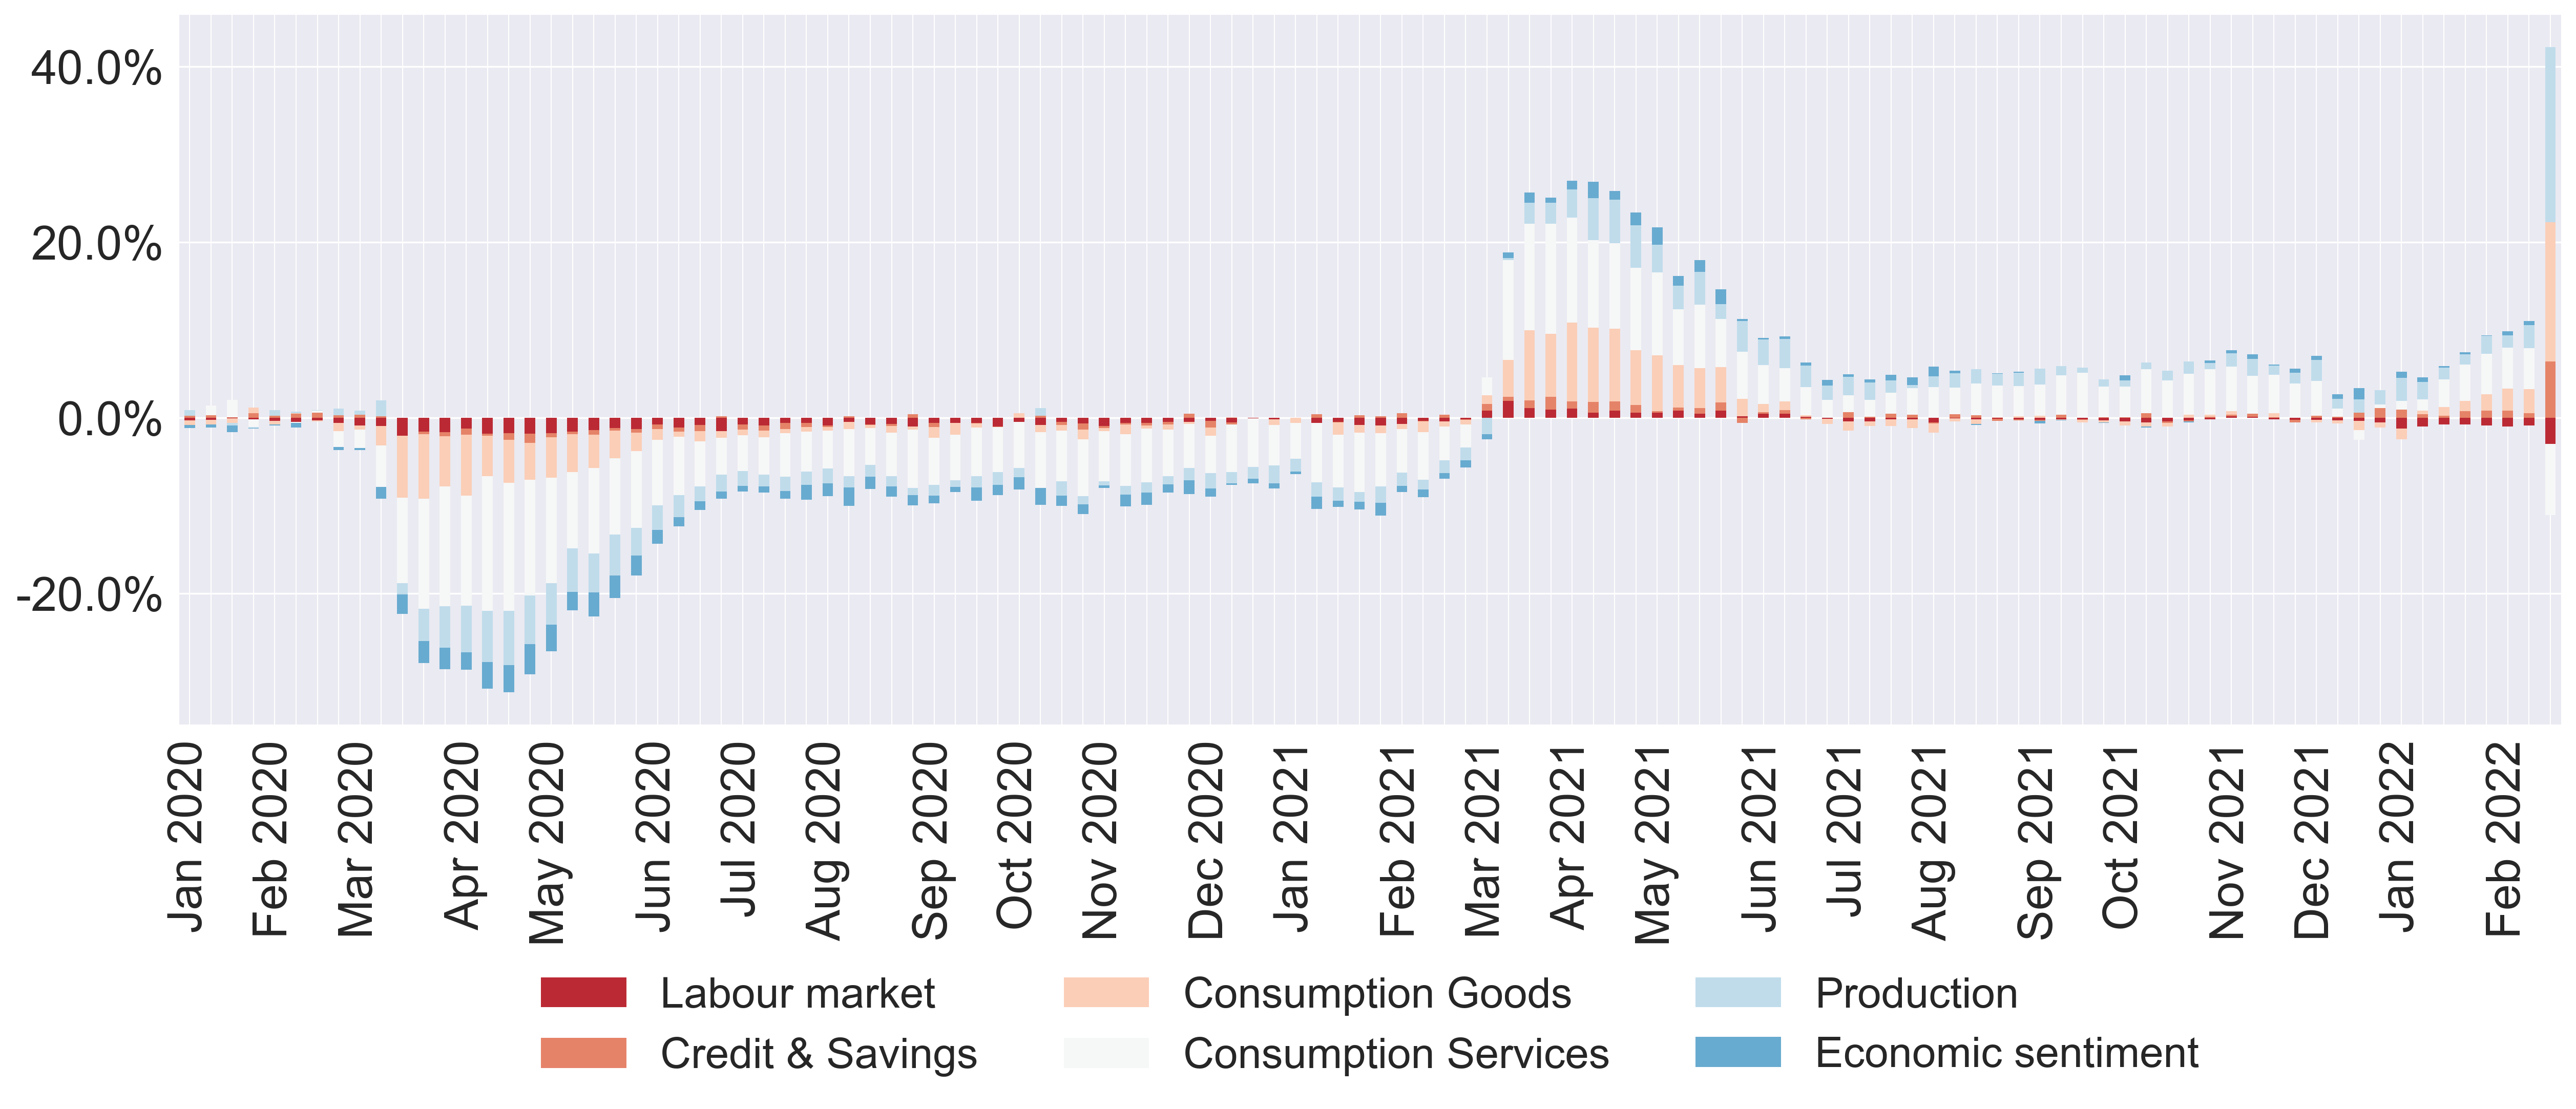 40.0%
20.0%
0.0%
-20.0%
Jan 2020
Feb 2020
Mar 2020
Apr 2020
May 2020
Jun 2020
Jul 2020
Aug 2020
Sep 2020
Oct 2020
Nov 2020
Dec 2020
Jan 2021
Feb 2021
Mar 2021
Apr 2021
May 2021
Jun 2021
Jul 2021
Aug 2021
Sep 2021
Oct 2021
Nov 2021
Dec 2021
Jan 2022
Feb 2022
Labour market
Credit & Savings
Consumption Goods
Consumption Services
Production
Economic sentiment